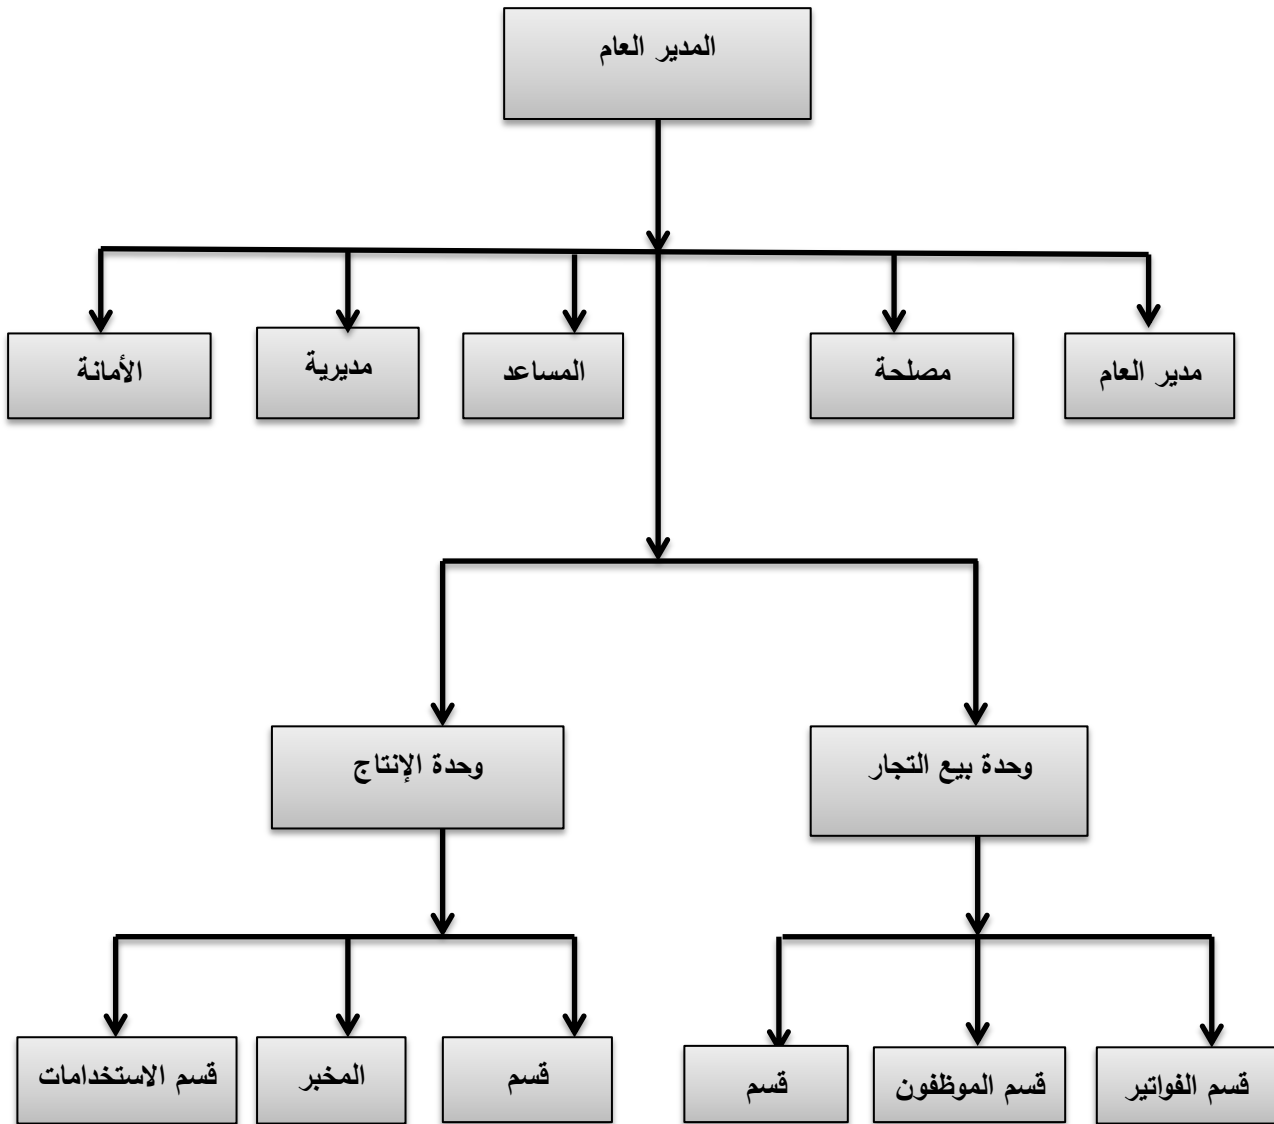 المدير العام
مدير العام
مصلحة
المساعد
مديرية
الأمانة
وحدة بيع التجار
وحدة الإنتاج
قسم الفواتير
قسم الموظفون
قسم
قسم
المخبر
قسم الاستخدامات